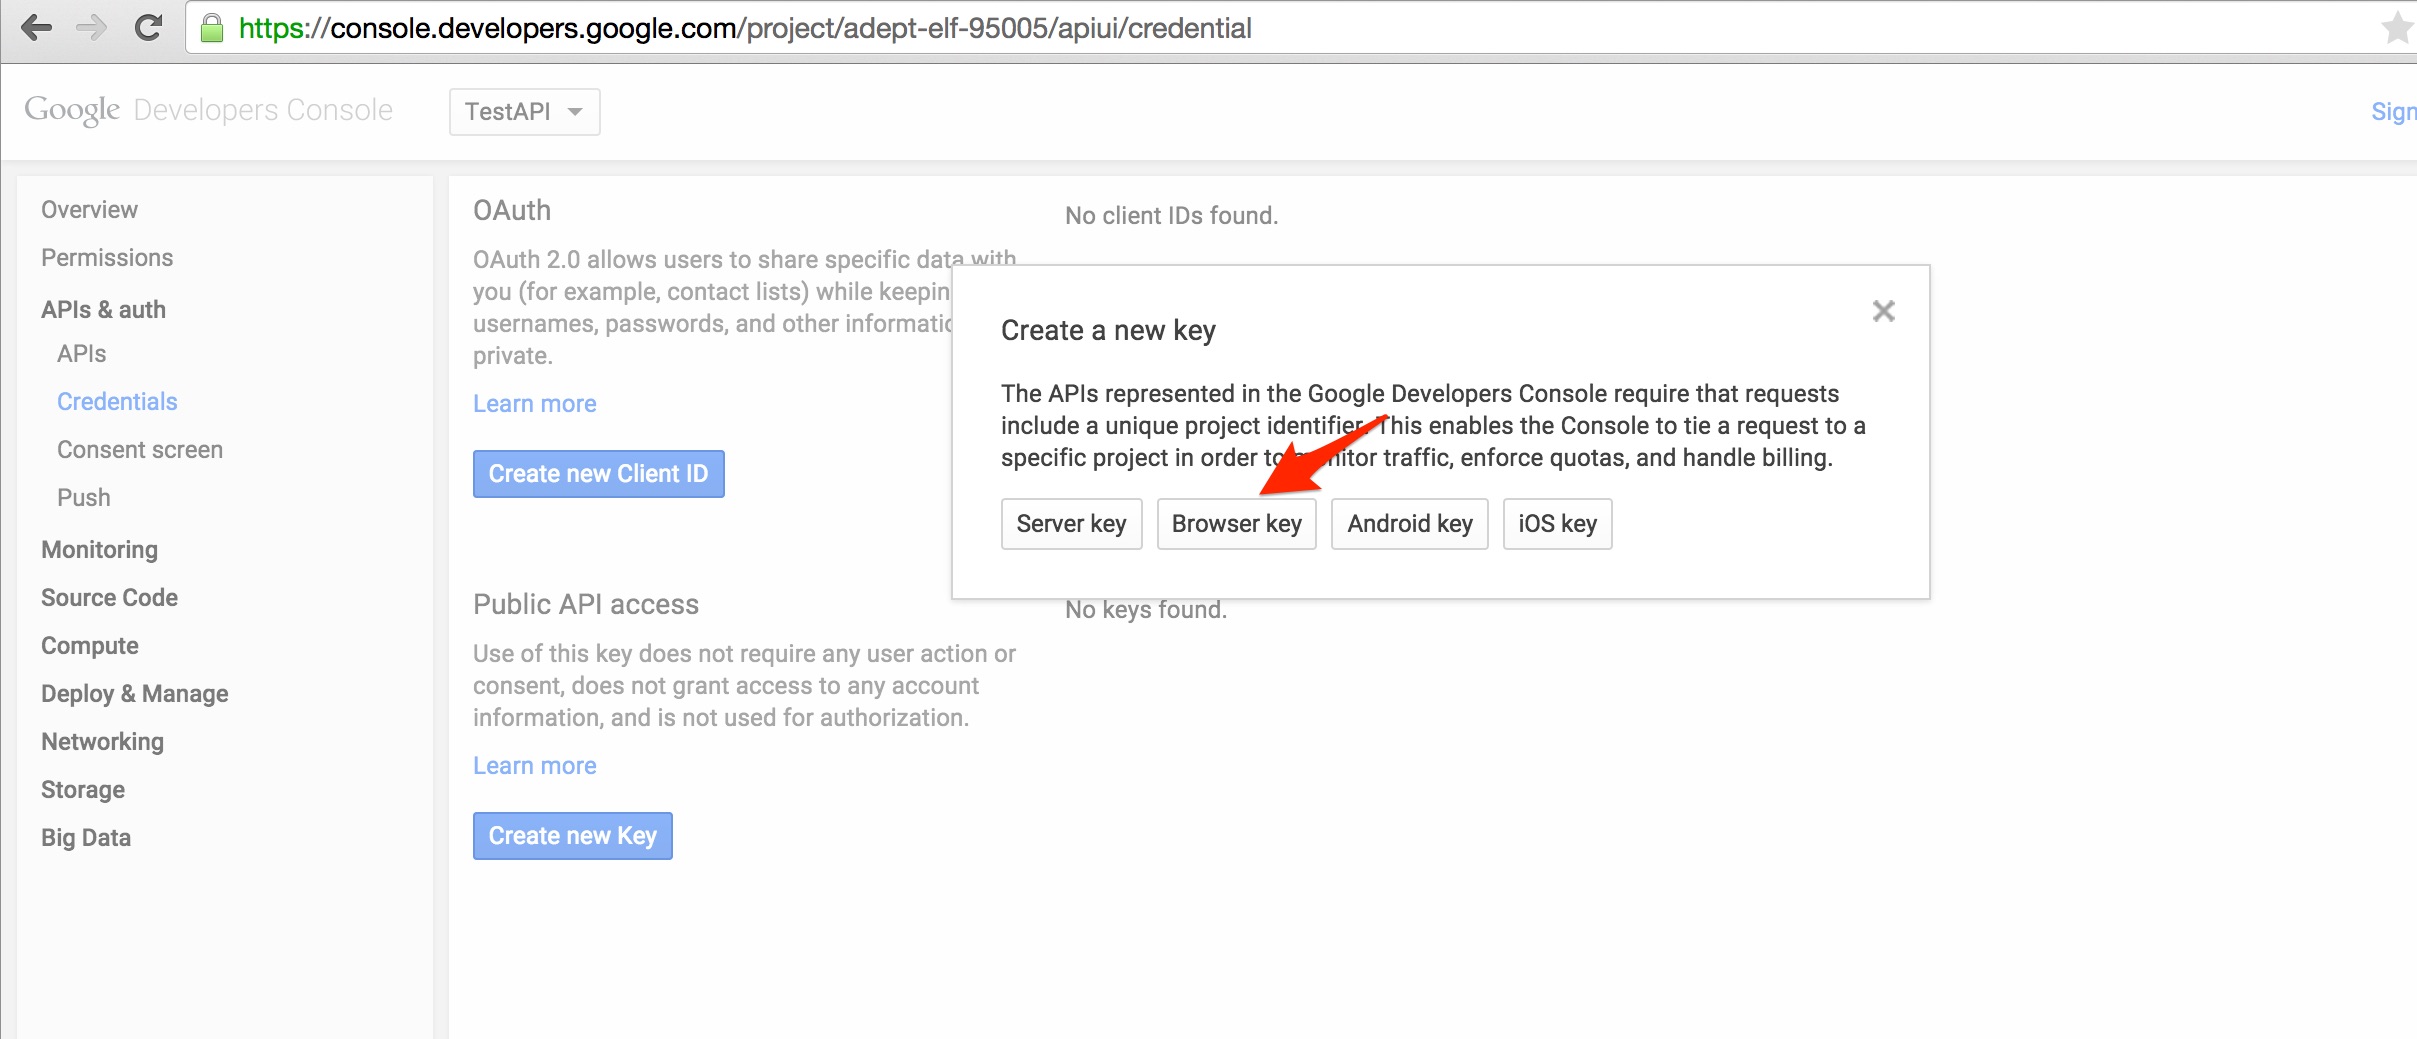 https://console.developers.google.com/project/adept-elf-95005/apiui/credential
Google Developers Console
TestAPI
Sign
Overview
Permissions
APIs & auth
APIs
Credentials
Consent screen
Push
Monitoring
Source Code
Compute
Deploy & Manage
Networking
Storage
Big Data
OAuth
OAuth 2.0 allows users to share specific data with
you (for example, contact lists) while keepin
usernames, passwords, and other informatio
private.
Learn more
Create new Client ID
No client IDs found.
Create a new key
The APIs represented in the Google Developers Console require that requests
include a unique project identifier. This enables the Console to tie a request to a
specific project in order to monitor traffic, enforce quotas, and handle billing.
Server key
Browser key
Android key
iOS key
Public API access
Use of this key does not require any user action or
consent, does not grant access to any account
information, and is not used for authorization.
Learn more
Create new Key
No keys found.